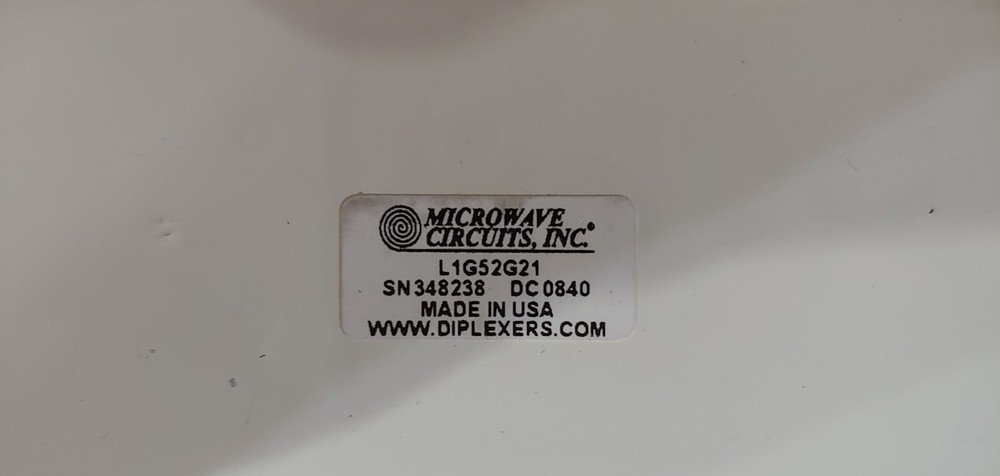 MICROWAVE
CIRCUITS, INC.®
L1G52G21
SN 348238 DC 0840
MADE IN USA
WWW.DIPLEXERS.COM